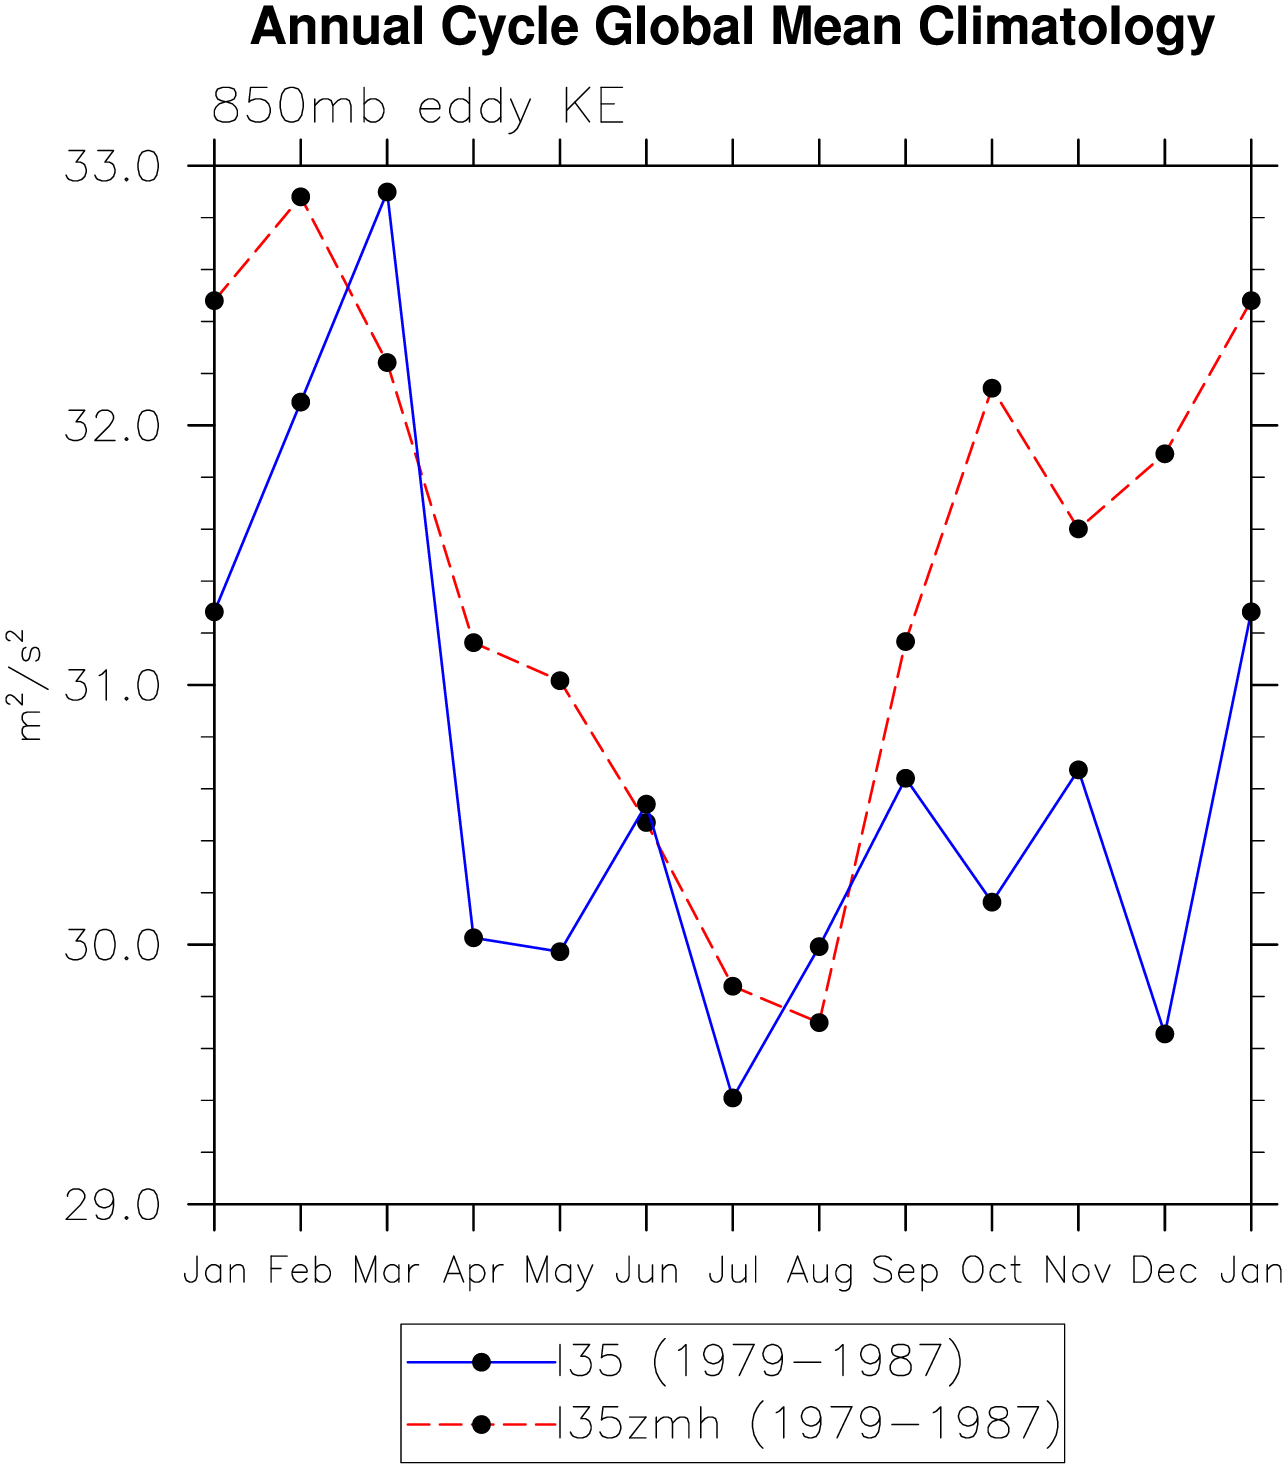 Annual Cycle Global Mean Climatology
850mb eddy KE
33.0
32.0
31.0
30.0
29.0
m²/s²
Jan Feb Mar Apr May Jun Jul Aug Sep Oct Nov Dec Jan
I35 (1979-1987)
I35zmh (1979-1987)